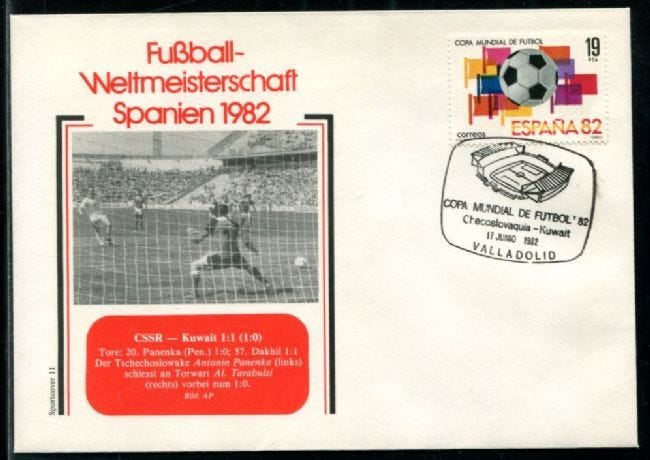 Fußball-
Weltmeisterschaft
Spanien 1982
CSSR — Kuwait 1:1 (1:0)
Tore: 20. Panenka (Pen.) 1:0; 57. Dakhil 1:1
Der Tschechoslowake Antonin Panenka (links)
schiesst an Torwart Al. Tarabulsi
(rechts) vorbei zum 1:0.
Bild: AP
Sportcover 11
COPA MUNDIAL DE FUTBOL
19
PTA
correos
ESPAÑA 82
COPA MUNDIAL DE FUTBOL '82
Checoslovaquia - Kuwait
17 JUNIO 1982
VALLADOLID